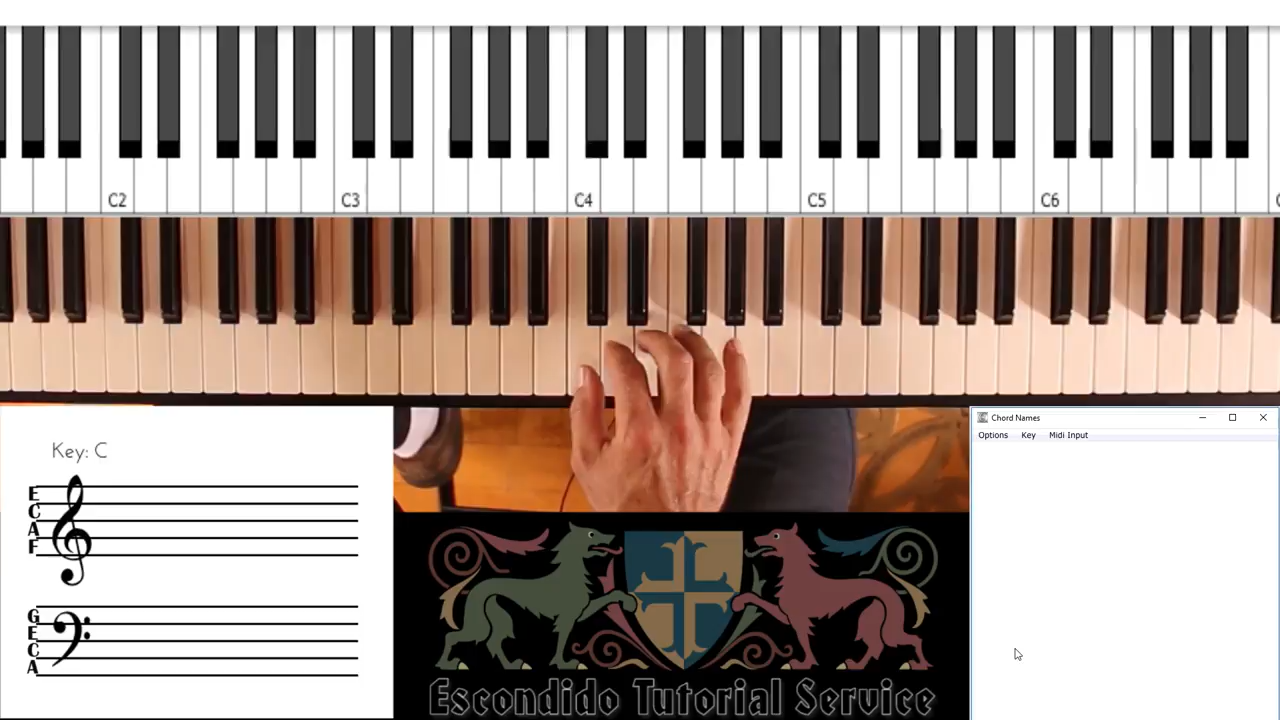 C2 C3 C4 C5 C6
Key: C
E
C
A
F
G
E
C
A
Chord Names
Options Key Midi Input
Escondido Tutorial Service